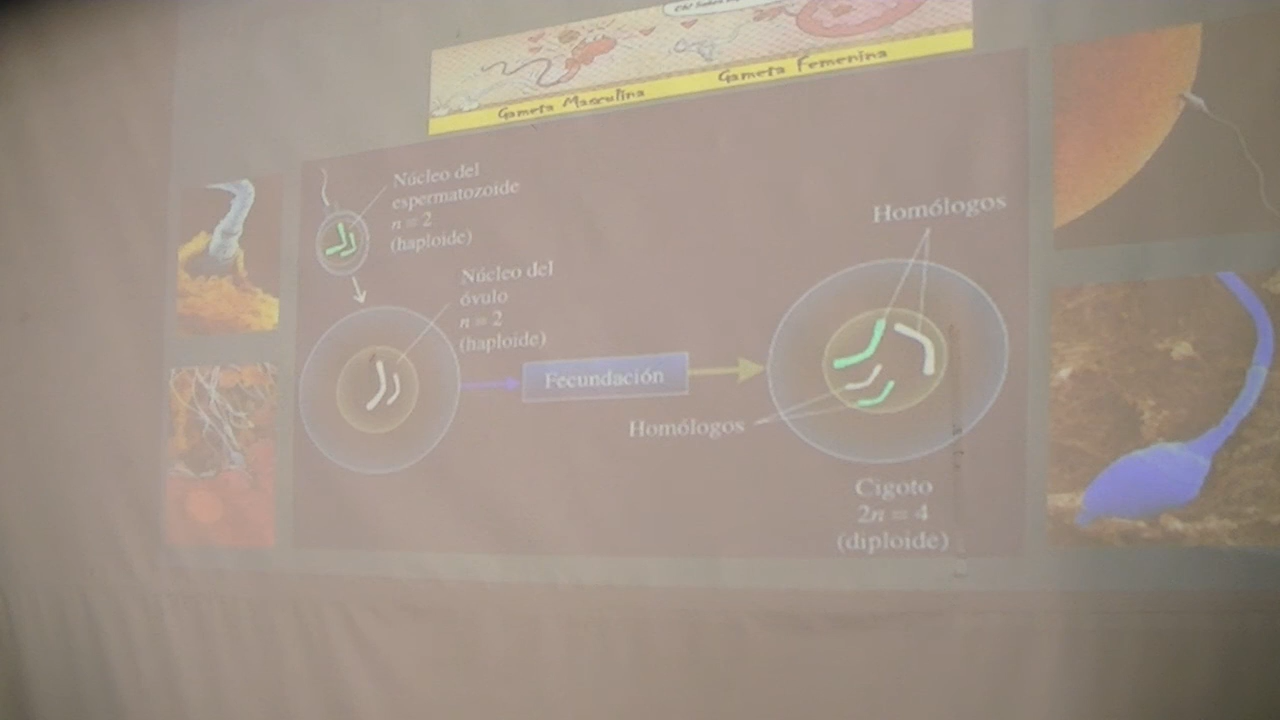 Gameta Masculina
Gameta Femenina
Núcleo del
espermatozoide
n = 2
(haploide)
Núcleo del
óvulo
n = 2
(haploide)
Fecundación
Homólogos
Homólogos
Cigoto
2n = 4
(diploide)